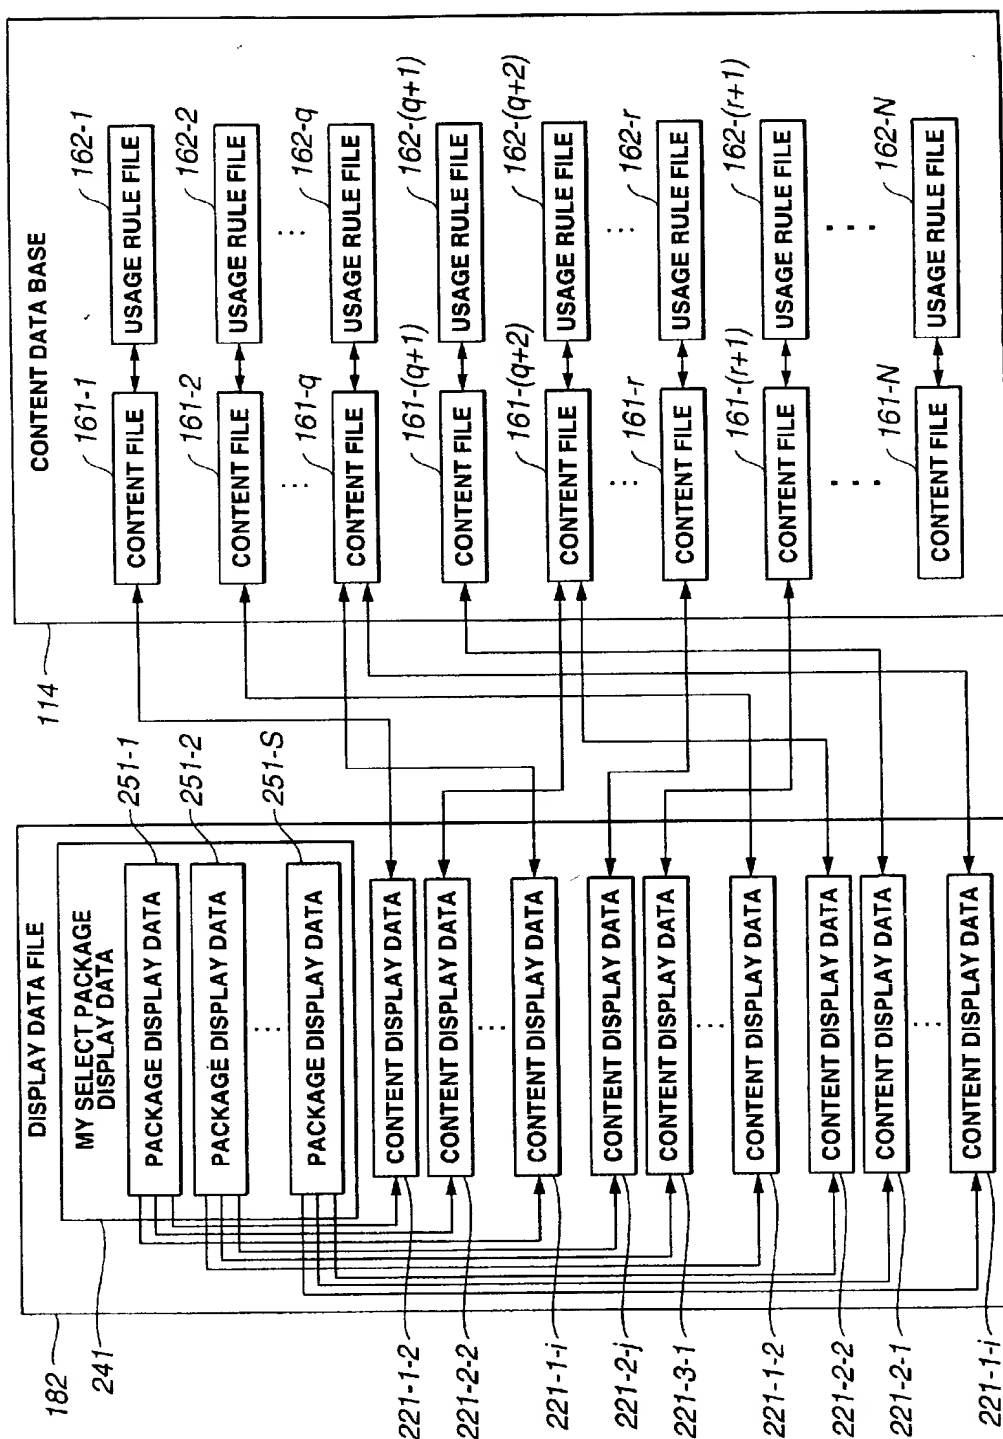 DISPLAY DATA FILE
182
MY SELECT PACKAGE
DISPLAY DATA
241
PACKAGE DISPLAY DATA
251-1
PACKAGE DISPLAY DATA
251-2
...
PACKAGE DISPLAY DATA
251-S
221-1-2
CONTENT DISPLAY DATA
221-2-2
CONTENT DISPLAY DATA
...
221-1-i
CONTENT DISPLAY DATA
221-2-j
CONTENT DISPLAY DATA
221-3-1
CONTENT DISPLAY DATA
...
221-1-2
CONTENT DISPLAY DATA
221-2-2
CONTENT DISPLAY DATA
221-2-1
CONTENT DISPLAY DATA
...
221-1-i
CONTENT DISPLAY DATA
114
CONTENT DATA BASE
161-1
CONTENT FILE
162-1
USAGE RULE FILE
161-2
CONTENT FILE
162-2
USAGE RULE FILE
... ...
161-q
CONTENT FILE
162-q
USAGE RULE FILE
161-(q+1)
CONTENT FILE
162-(q+1)
USAGE RULE FILE
161-(q+2)
CONTENT FILE
162-(q+2)
USAGE RULE FILE
... ...
161-r
CONTENT FILE
162-r
USAGE RULE FILE
161-(r+1)
CONTENT FILE
162-(r+1)
USAGE RULE FILE
... ...
161-N
CONTENT FILE
162-N
USAGE RULE FILE